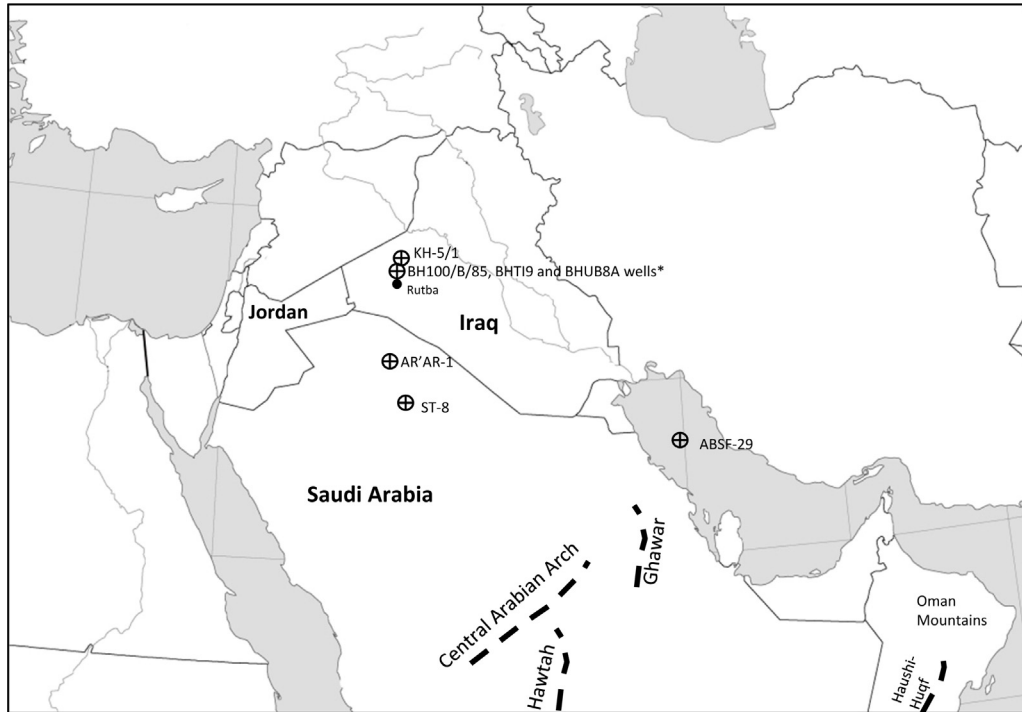 KH-5/1
BH100/B/85, BHTI9 and BHUB8A wells*
Rutba
Jordan
Iraq
AR'AR-1
ST-8
ABSF-29
Saudi Arabia
Ghawar
Central Arabian Arch
Hawtah
Oman
Mountains
Haushi-
Huqf